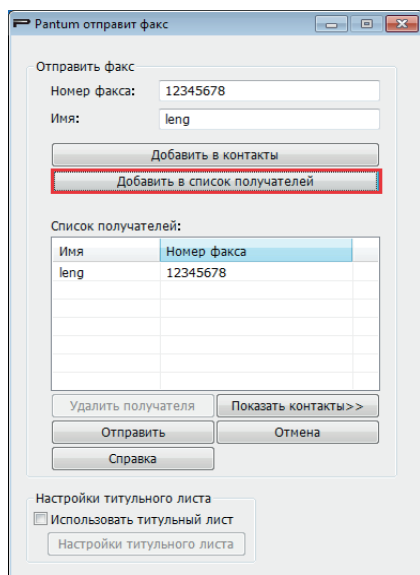 Pantum отправит факс
Отправить факс
Номер факса: 12345678
Имя: leng
Добавить в контакты
Добавить в список получателей
Список получателей:
Имя Номер факса
leng 12345678
Удалить получателя Показать контакты>>
Отправить Отмена
Справка
Настройки титульного листа
Использовать титульный лист
Настройки титульного листа